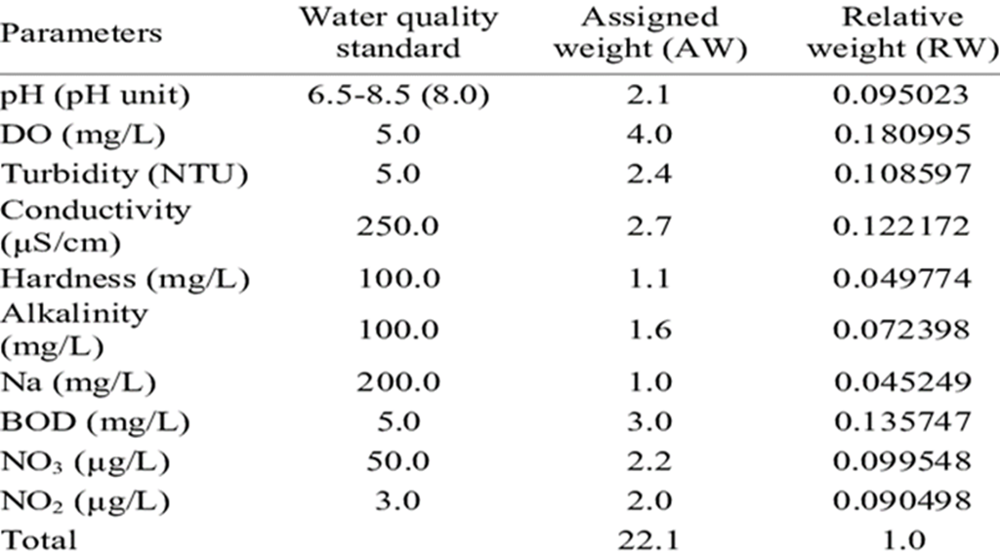 Parameters Water quality standard Assigned weight (AW) Relative weight (RW)
pH (pH unit) 6.5-8.5 (8.0) 2.1 0.095023
DO (mg/L) 5.0 4.0 0.180995
Turbidity (NTU) 5.0 2.4 0.108597
Conductivity (μS/cm) 250.0 2.7 0.122172
Hardness (mg/L) 100.0 1.1 0.049774
Alkalinity (mg/L) 100.0 1.6 0.072398
Na (mg/L) 200.0 1.0 0.045249
BOD (mg/L) 5.0 3.0 0.135747
NO₃ (μg/L) 50.0 2.2 0.099548
NO₂ (μg/L) 3.0 2.0 0.090498
Total 22.1 1.0